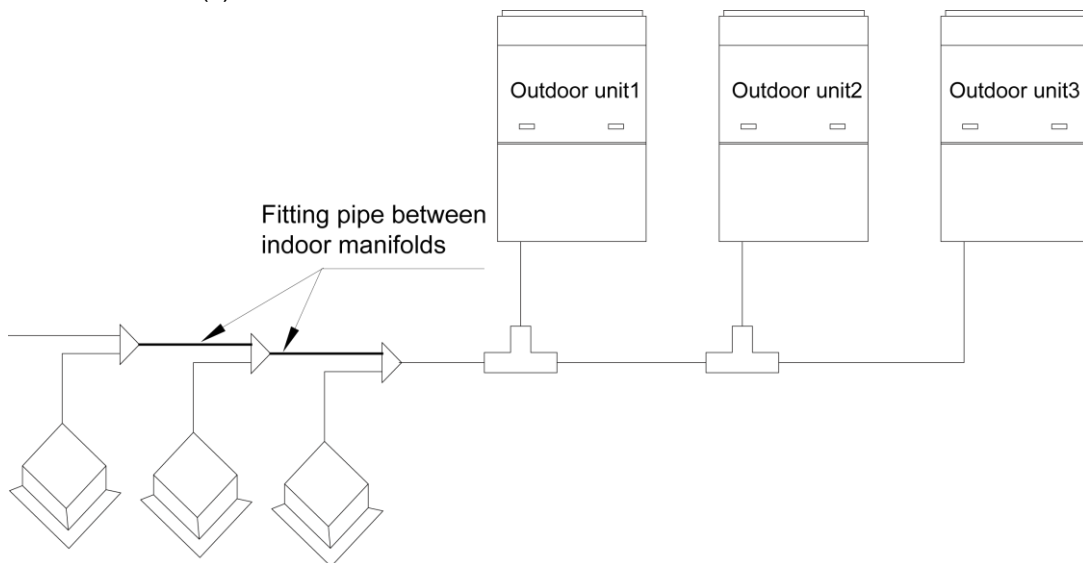 Outdoor unit1
Outdoor unit2
Outdoor unit3
Fitting pipe between
indoor manifolds